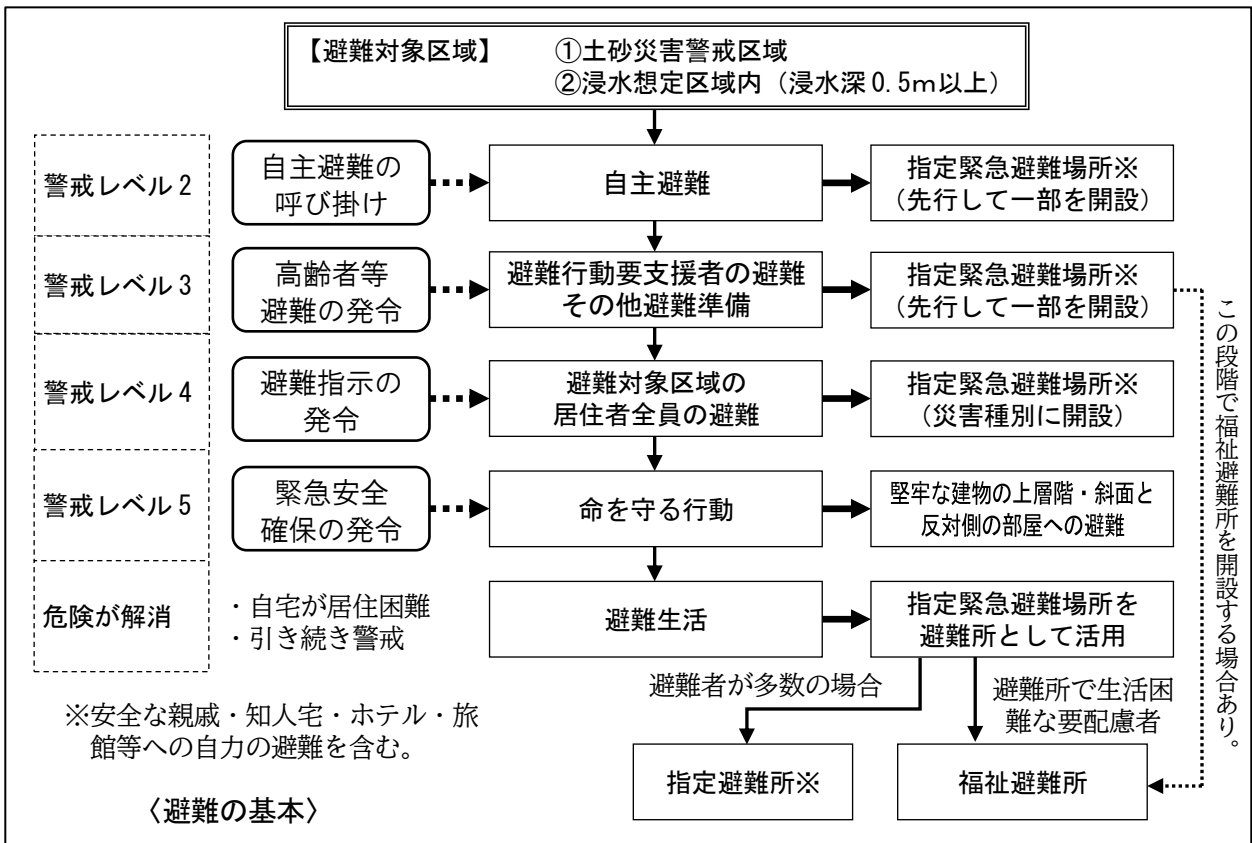 【避難対象区域】　①土砂災害警戒区域
②浸水想定区域内（浸水深0.5ｍ以上）
警戒レベル2
自主避難の
呼び掛け
自主避難
指定緊急避難場所※
（先行して一部を開設）
警戒レベル3
高齢者等
避難の発令
避難行動要支援者の避難
その他避難準備
指定緊急避難場所※
（先行して一部を開設）
警戒レベル4
避難指示の
発令
避難対象区域の
居住者全員の避難
指定緊急避難場所※
（災害種別に開設）
警戒レベル5
緊急安全
確保の発令
命を守る行動
堅牢な建物の上層階・斜面と
反対側の部屋への避難
危険が解消
・自宅が居住困難
・引き続き警戒
避難生活
指定緊急避難場所を
避難所として活用
この段階で福祉避難所を開設する場合あり。
避難者が多数の場合
避難所で生活困
難な要配慮者
※安全な親戚・知人宅・ホテル・旅
館等への自力の避難を含む。
指定避難所※
福祉避難所
〈避難の基本〉